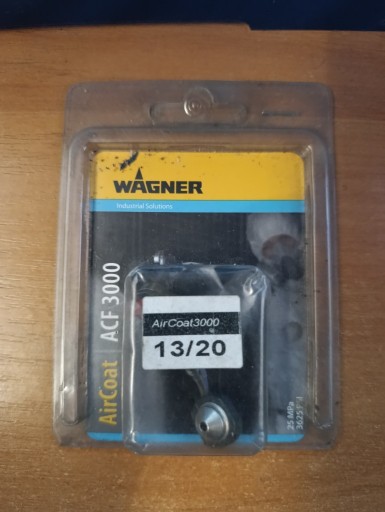 WAGNER
Industrial Solutions
AirCoat | ACF 3000
AirCoat3000
13/20
25 MPa